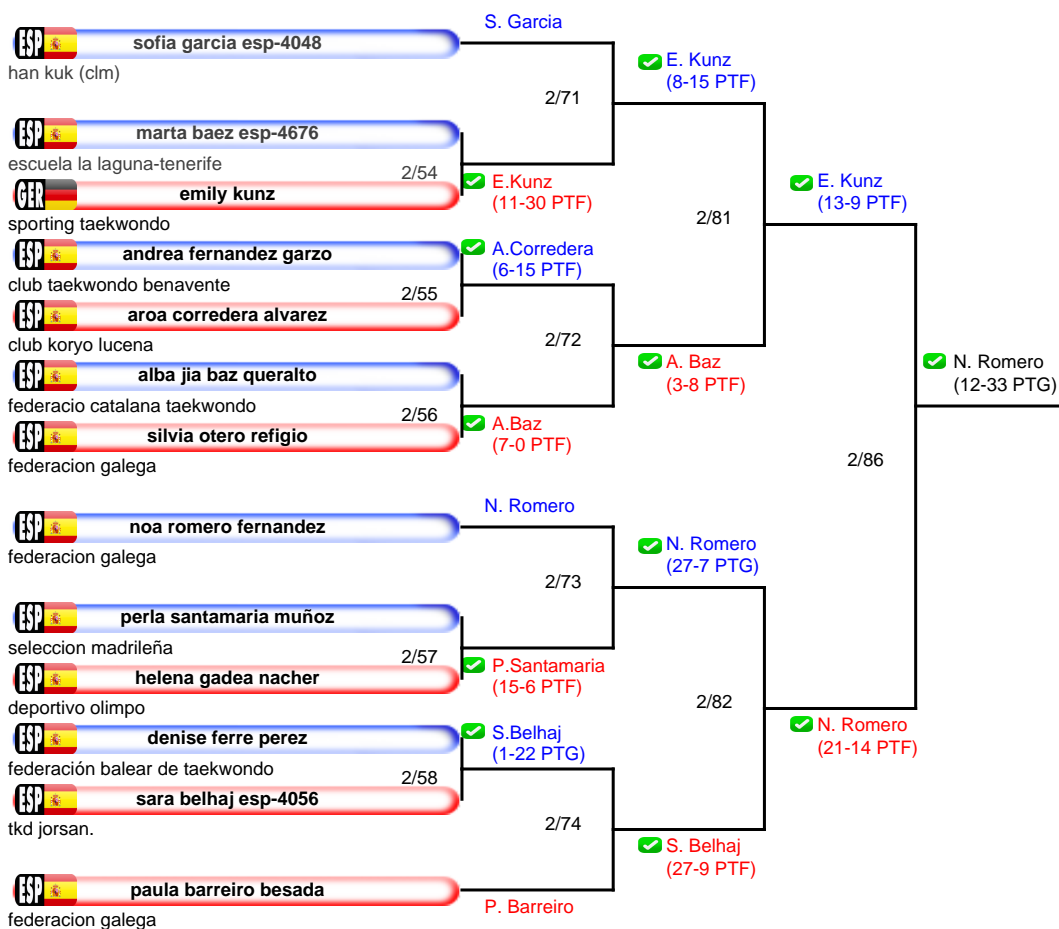 S. Garcia
ESP sofia garcia esp-4048
han kuk (clm)
E. Kunz
(8-15 PTF)
2/71
ESP marta baez esp-4676
escuela la laguna-tenerife
2/54
E.Kunz
(11-30 PTF)
GER emily kunz
sporting taekwondo
E. Kunz
(13-9 PTF)
2/81
ESP andrea fernandez garzo
club taekwondo benavente
A.Corredera
(6-15 PTF)
2/55
ESP aroa corredera alvarez
club koryo lucena
2/72
A. Baz
(3-8 PTF)
ESP alba jia baz queralto
federacio catalana taekwondo
2/56
A.Baz
(7-0 PTF)
ESP silvia otero refigio
federacion galega
N. Romero
(12-33 PTG)
2/86
N. Romero
ESP noa romero fernandez
federacion galega
N. Romero
(27-7 PTG)
2/73
ESP perla santamaria muñoz
seleccion madrileña
2/57
P.Santamaria
(15-6 PTF)
ESP helena gadea nacher
deportivo olimpo
2/82
N. Romero
(21-14 PTF)
ESP denise ferre perez
federación balear de taekwondo
S.Belhaj
(1-22 PTG)
2/58
ESP sara belhaj esp-4056
tkd jorsan.
2/74
S. Belhaj
(27-9 PTF)
ESP paula barreiro besada
federacion galega
P. Barreiro